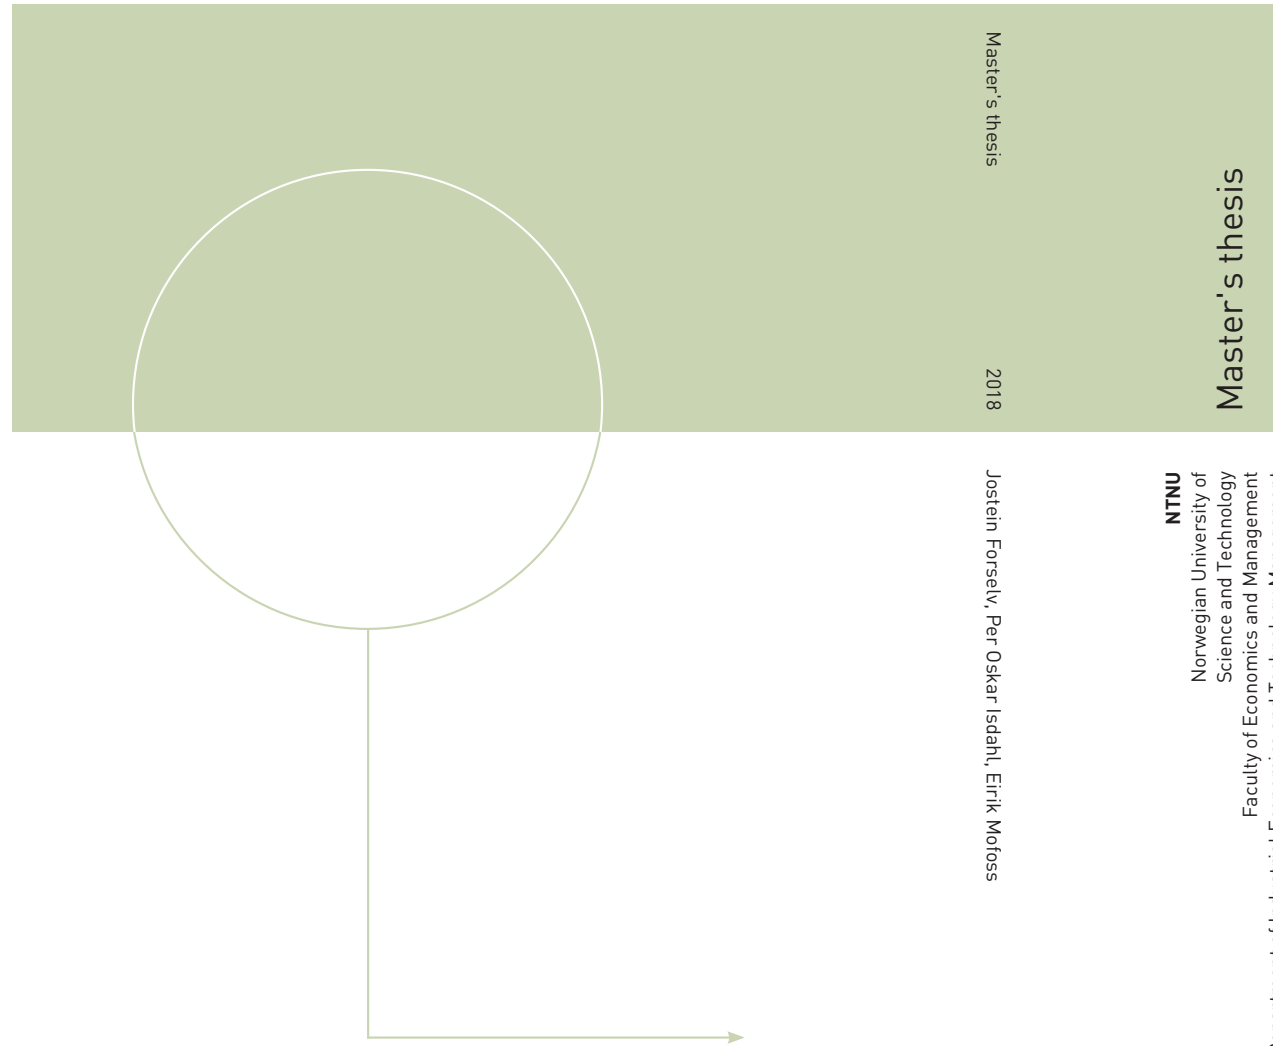 Master's thesis
2018
Jostein Forselv, Per Oskar Isdahl, Eirik Mofoss
Master's thesis
NTNU
Norwegian University of
Science and Technology
Faculty of Economics and Management